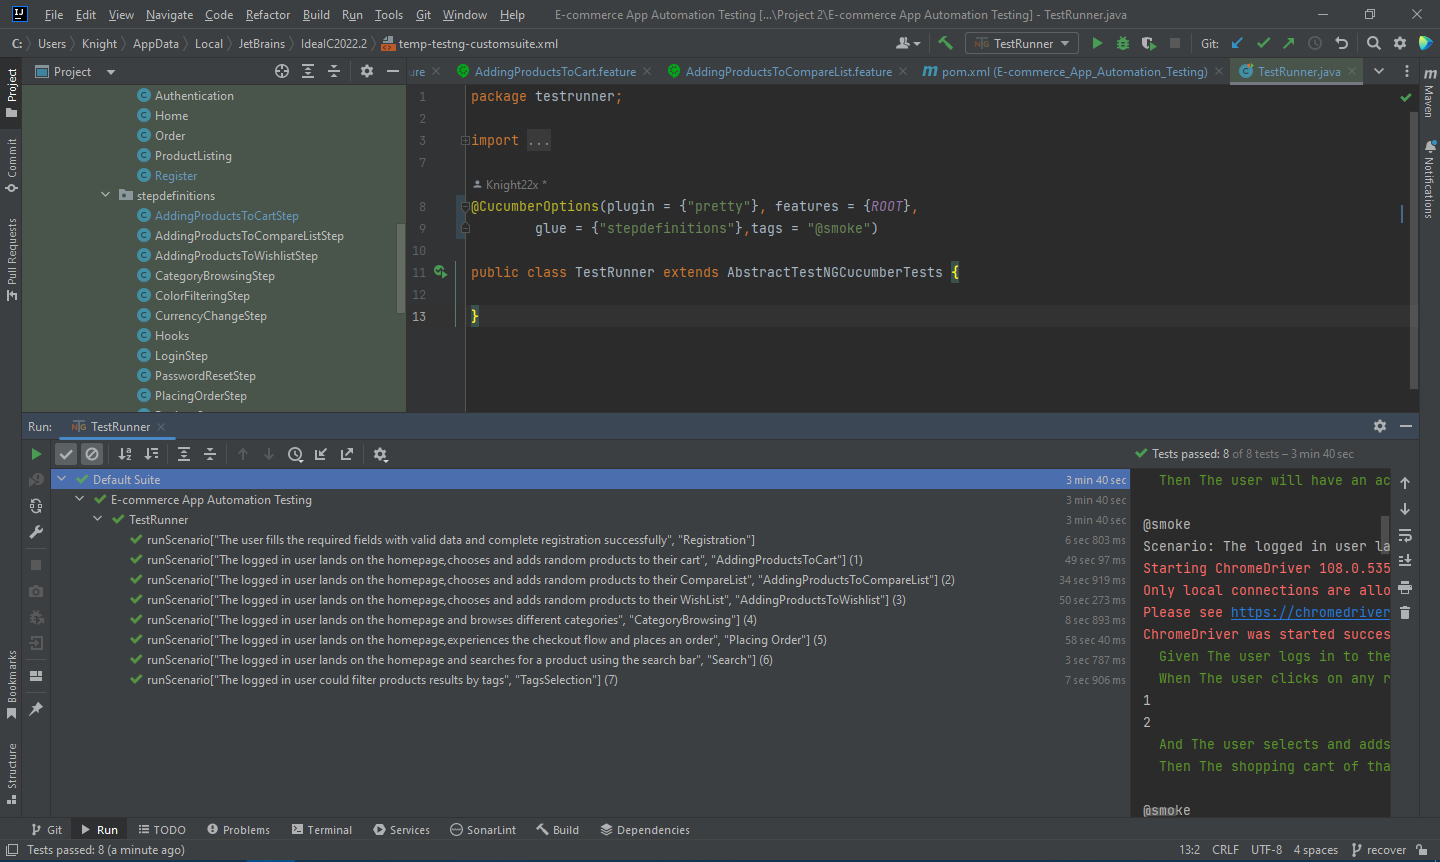 File Edit View Navigate Code Refactor Build Run Tools Git Window Help E-commerce App Automation Testing [...\Project 2\E-commerce App Automation Testing] - TestRunner.java
C: Users Knight AppData Local JetBrains IdeaIC2022.2 temp-testng-customsuite.xml TestRunner Git:
Project
Commit
Pull Requests
Bookmarks
Structure
Project
Authentication
Home
Order
ProductListing
Register
stepdefinitions
AddingProductsToCartStep
AddingProductsToCompareListStep
AddingProductsToWishlistStep
CategoryBrowsingStep
ColorFilteringStep
CurrencyChangeStep
Hooks
LoginStep
PasswordResetStep
PlacingOrderStep
ure AddingProductsToCart.feature AddingProductsToCompareList.feature pom.xml (E-commerce_App_Automation_Testing) TestRunner.java
1 package testrunner;
2
3 import ...
7
Knight22x *
8 @CucumberOptions(plugin = {"pretty"}, features = {ROOT},
9 glue = {"stepdefinitions"},tags = "@smoke")
10
11 public class TestRunner extends AbstractTestNGCucumberTests {
12
13 }
Maven
Notifications
Run: TestRunner
Tests passed: 8 of 8 tests – 3 min 40 sec
Default Suite 3 min 40 sec
E-commerce App Automation Testing 3 min 40 sec
TestRunner 3 min 40 sec
runScenario["The user fills the required fields with valid data and complete registration successfully", "Registration"] 6 sec 803 ms
runScenario["The logged in user lands on the homepage,chooses and adds random products to their cart", "AddingProductsToCart"] (1) 49 sec 97 ms
runScenario["The logged in user lands on the homepage,chooses and adds random products to their CompareList", "AddingProductsToCompareList"] (2) 34 sec 919 ms
runScenario["The logged in user lands on the homepage,chooses and adds random products to their WishList", "AddingProductsToWishlist"] (3) 50 sec 273 ms
runScenario["The logged in user lands on the homepage and browses different categories", "CategoryBrowsing"] (4) 8 sec 893 ms
runScenario["The logged in user lands on the homepage,experiences the checkout flow and places an order", "Placing Order"] (5) 58 sec 40 ms
runScenario["The logged in user lands on the homepage and searches for a product using the search bar", "Search"] (6) 3 sec 787 ms
runScenario["The logged in user could filter products results by tags", "TagsSelection"] (7) 7 sec 906 ms
Then The user will have an ac
@smoke
Scenario: The logged in user la
Starting ChromeDriver 108.0.535
Only local connections are allo
Please see https://chromedriver
ChromeDriver was started succes
Given The user logs in to the
When The user clicks on any r
1
2
And The user selects and adds
Then The shopping cart of tha
@smoke
Git Run TODO Problems Terminal Services SonarLint Build Dependencies
Tests passed: 8 (a minute ago) 13:2 CRLF UTF-8 4 spaces recover